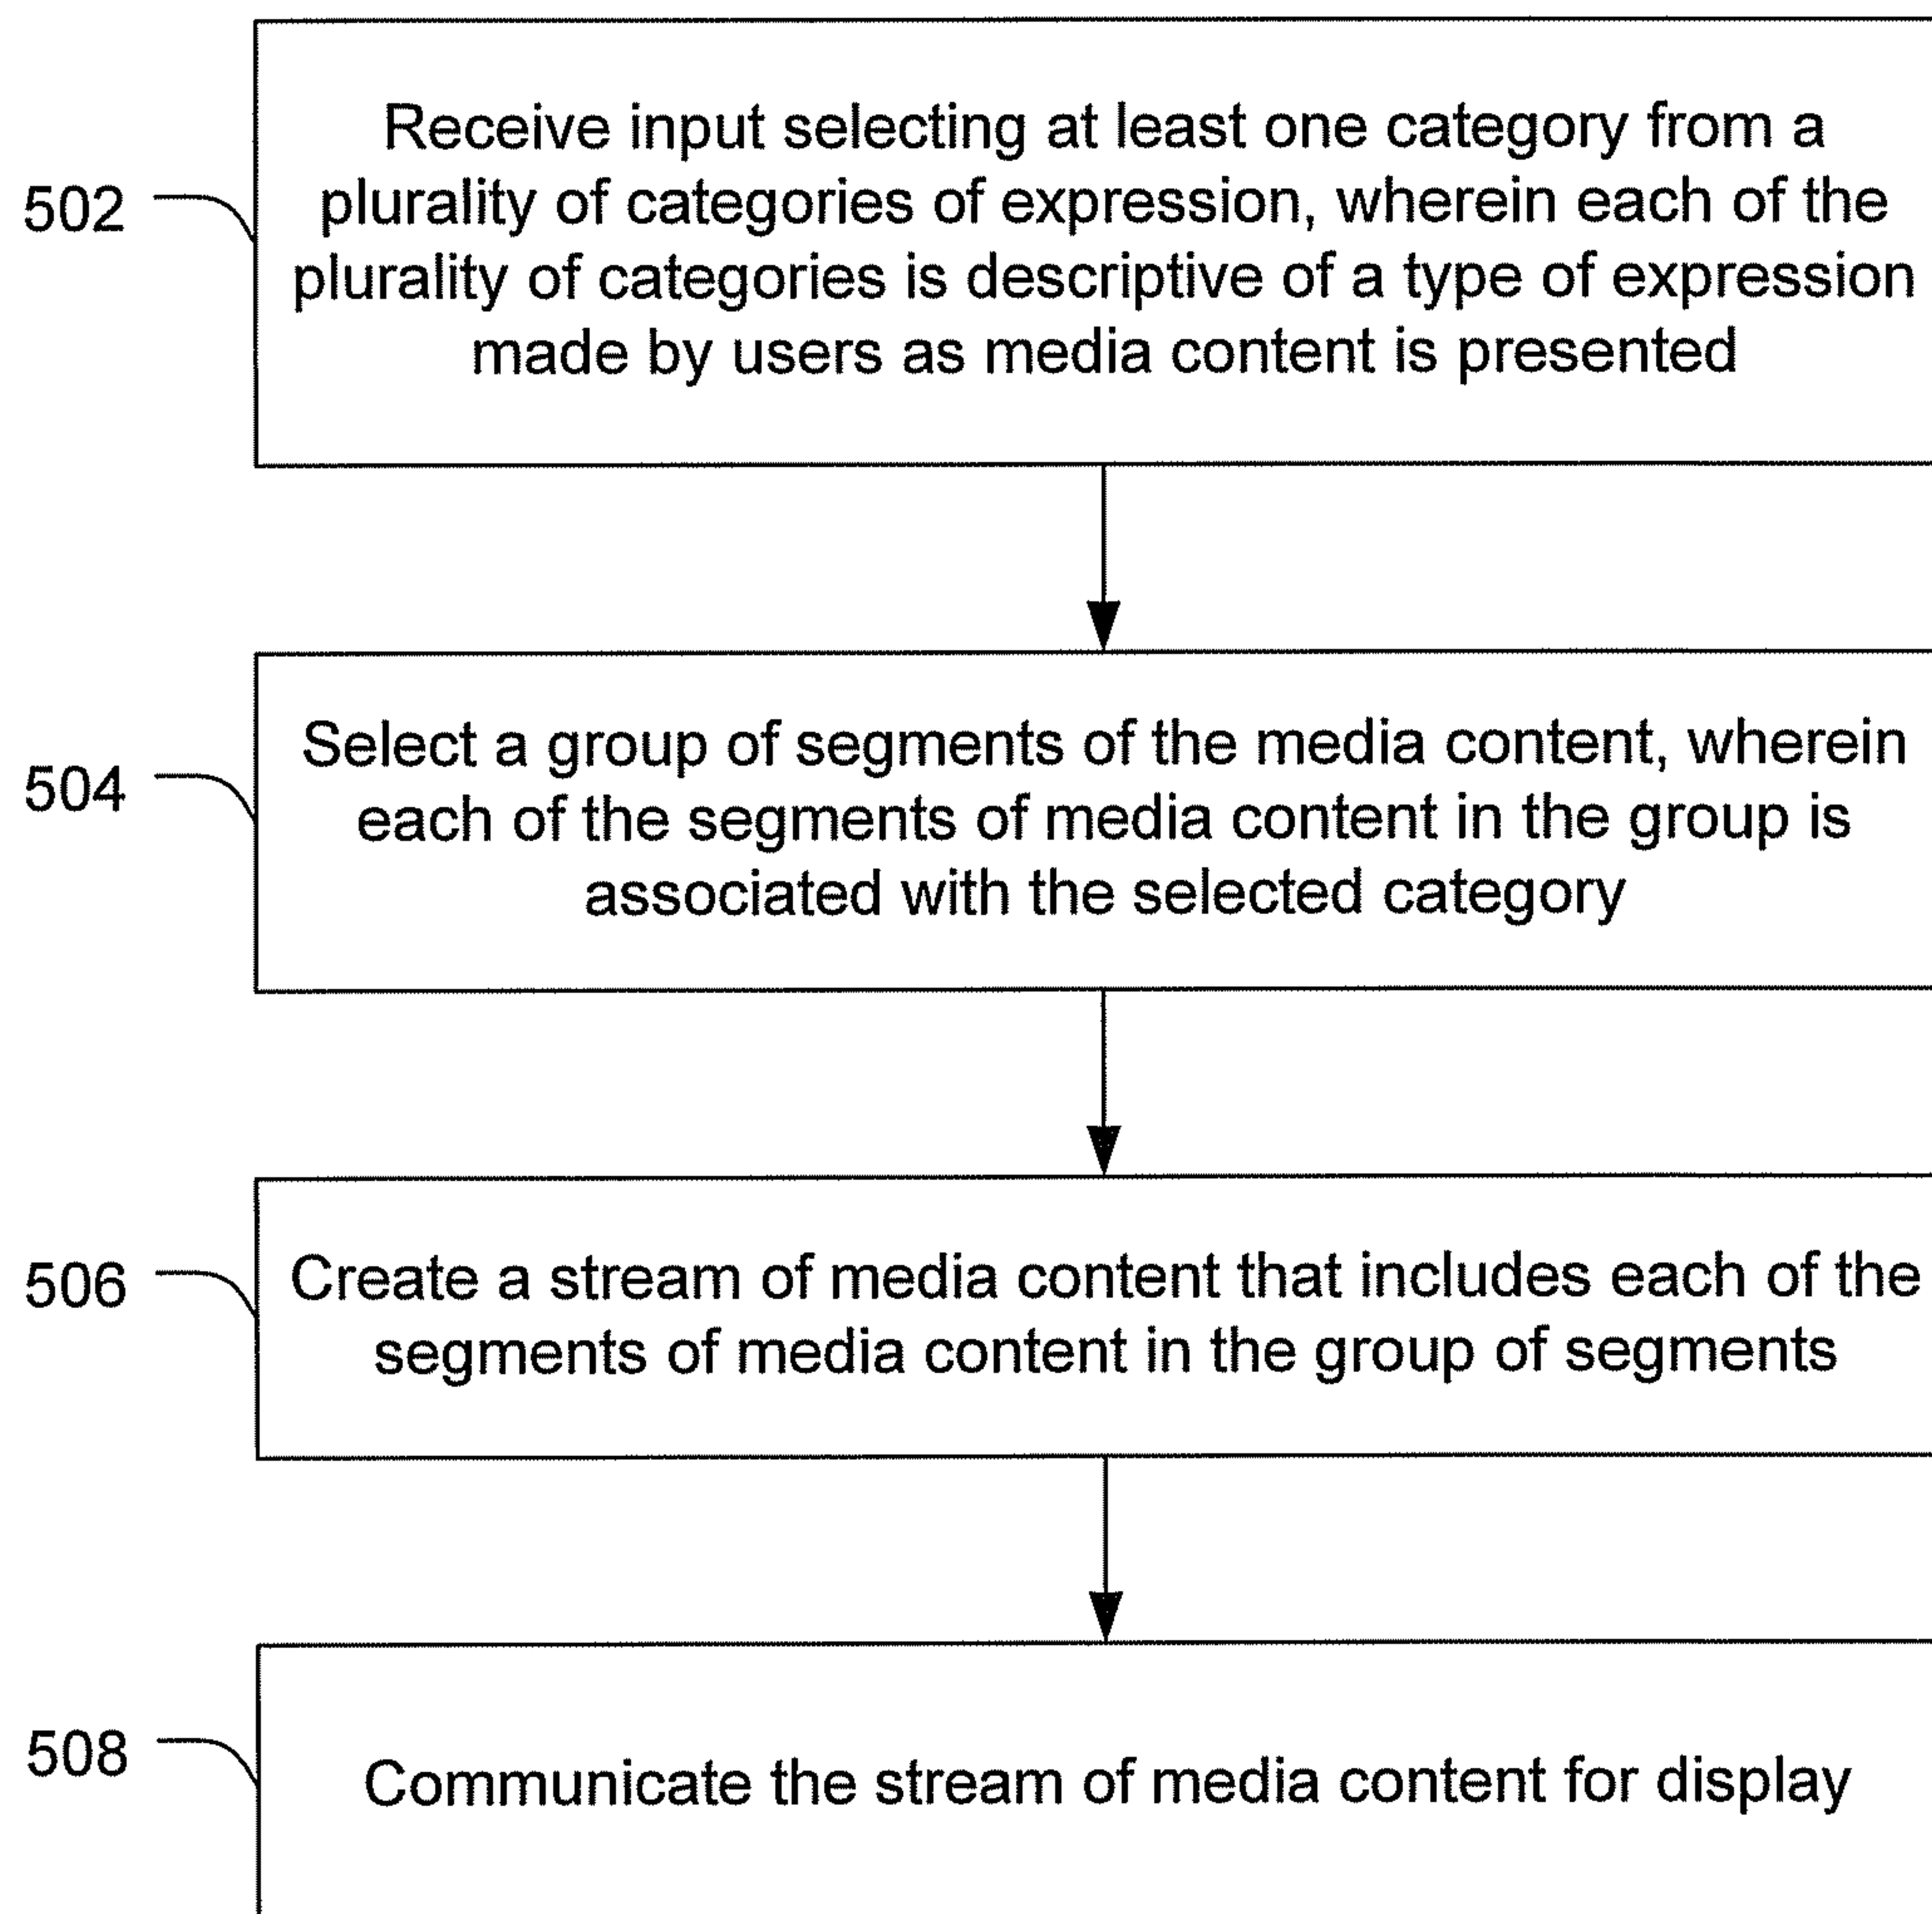 Receive input selecting at least one category from a
502
plurality of categories of expression, wherein each of the
plurality of categories is descriptive of a type of expression
made by users as media content is presented
Select a group of segments of the media content, wherein
504
each of the segments of media content in the group is
associated with the selected category
506
Create a stream of media content that includes each of the
segments of media content in the group of segments
508
Communicate the stream of media content for display